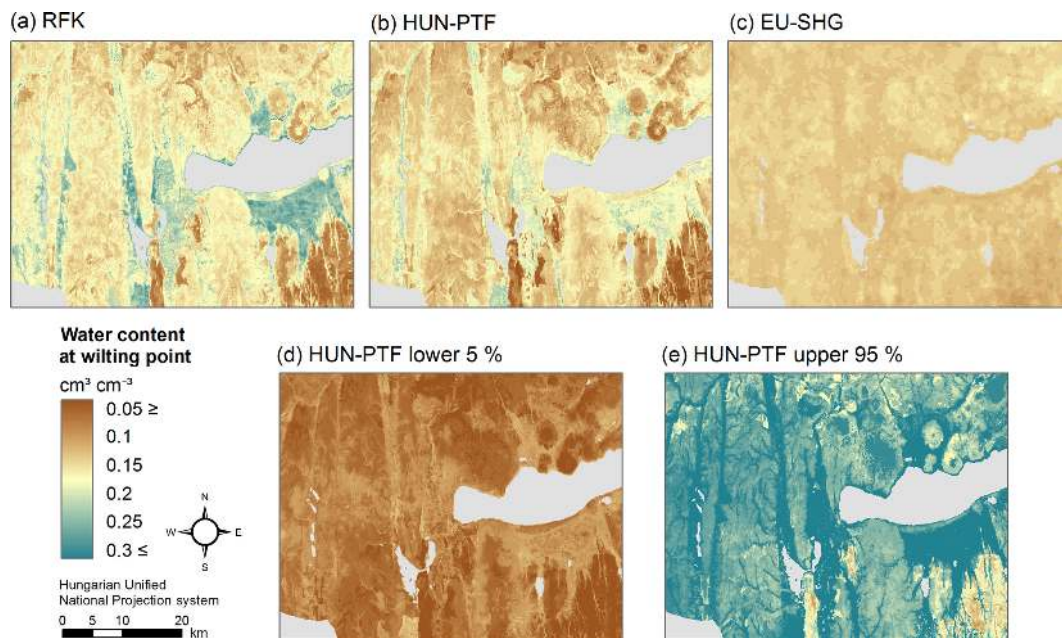 (a) RFK
(b) HUN-PTF
(c) EU-SHG
Water content
at wilting point
cm³ cm⁻³
0.05 ≥
0.1
0.15
0.2
0.25
0.3 ≤
N
W E
S
Hungarian Unified
National Projection system
0 5 10 20
km
(d) HUN-PTF lower 5 %
(e) HUN-PTF upper 95 %